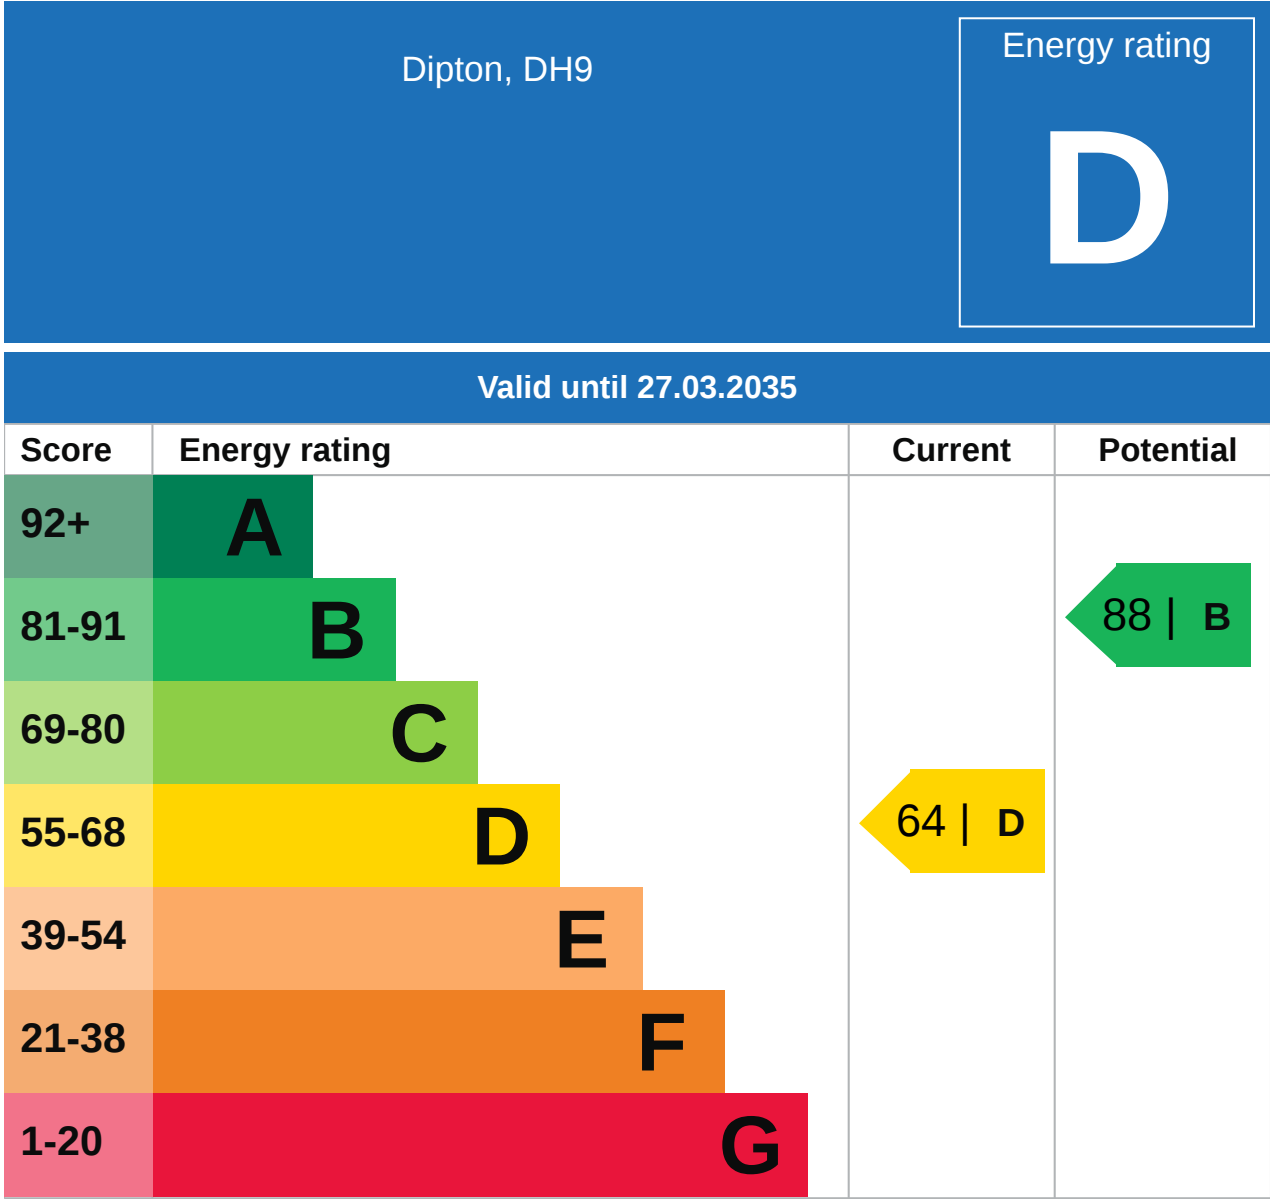 Dipton, DH9
Energy rating
D
Valid until 27.03.2035
Score Energy rating Current Potential
92+ A
81-91 B 88 | B
69-80 C
55-68 D 64 | D
39-54 E
21-38 F
1-20 G